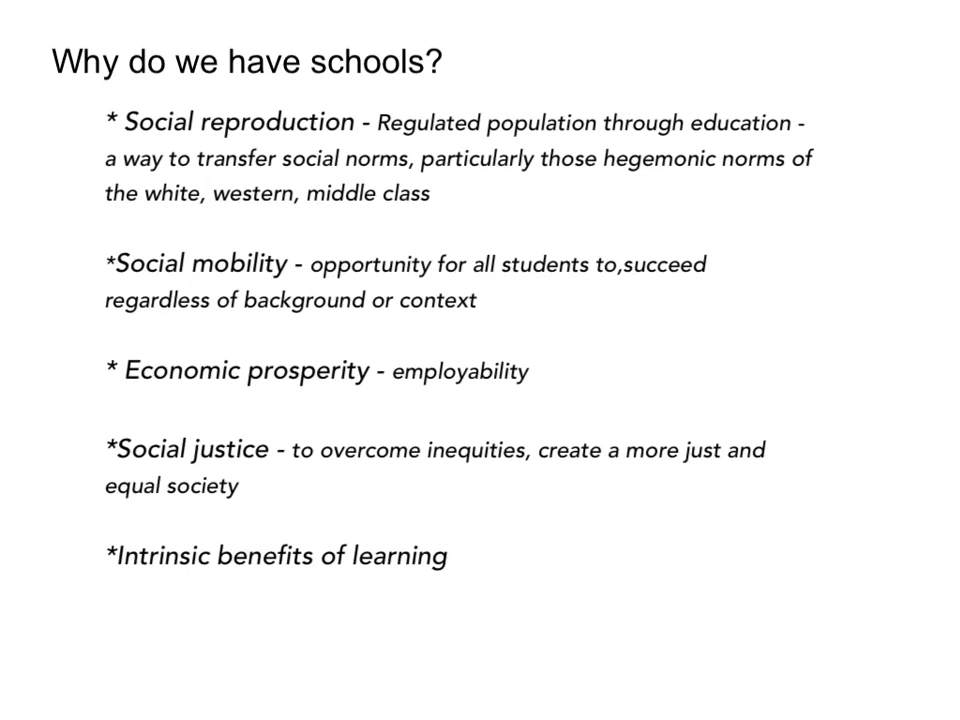 Why do we have schools?
* Social reproduction - Regulated population through education -
a way to transfer social norms, particularly those hegemonic norms of
the white, western, middle class
*Social mobility - opportunity for all students to,succeed
regardless of background or context
* Economic prosperity - employability
*Social justice - to overcome inequities, create a more just and
equal society
*Intrinsic benefits of learning